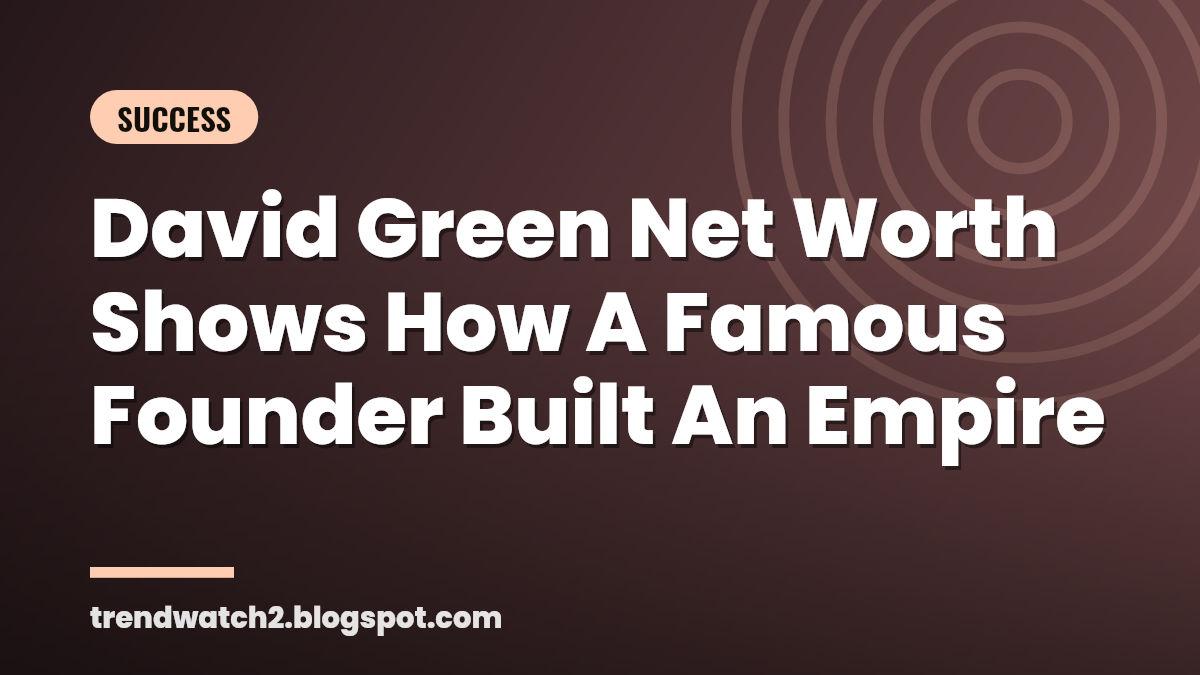 SUCCESS
David Green Net Worth
Shows How A Famous
Founder Built An Empire
trendwatch2.blogspot.com